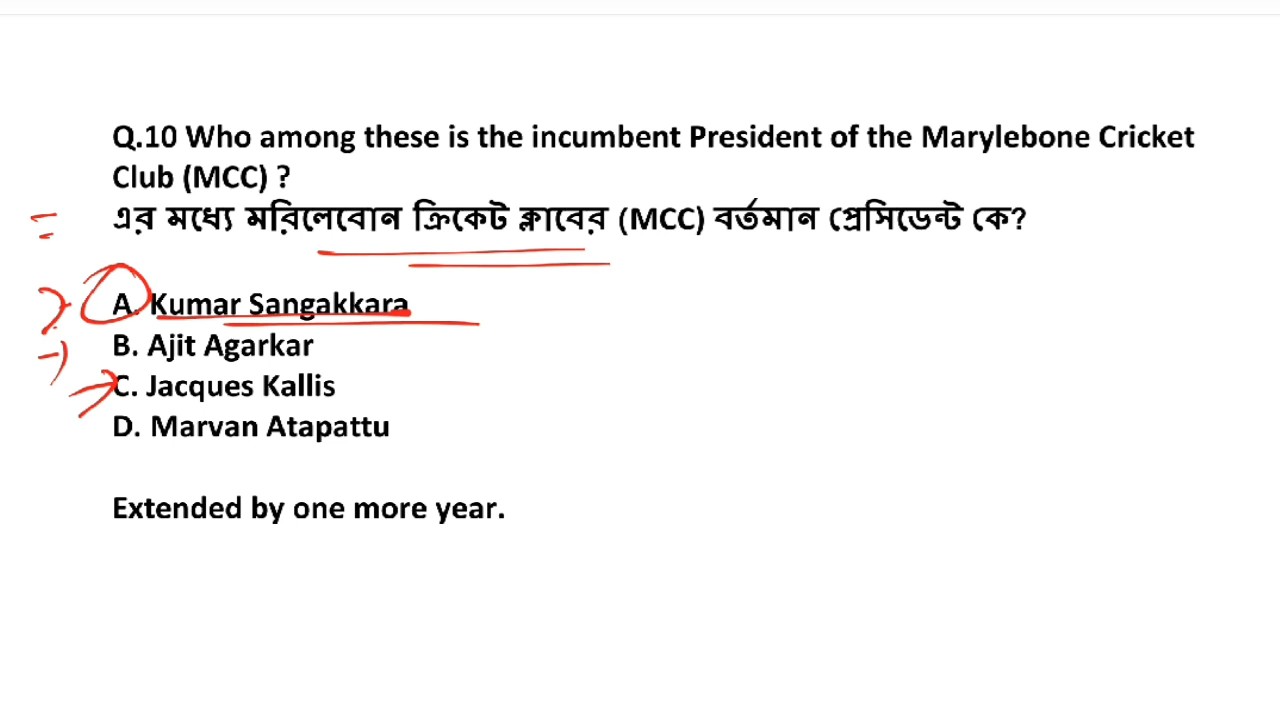 Q.10 Who among these is the incumbent President of the Marylebone Cricket
Club (MCC) ?
এর মধ্যে মরিলেবোন ক্রিকেট ক্লাবের (MCC) বর্তমান প্রেসিডেন্ট কে?
A. Kumar Sangakkara
B. Ajit Agarkar
C. Jacques Kallis
D. Marvan Atapattu
Extended by one more year.